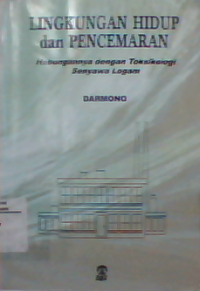 LINGKUNGAN HIDUP
dan PENCEMARAN
Hubungannya dengan Toksikologi
Senyawa Logam
DARMONO